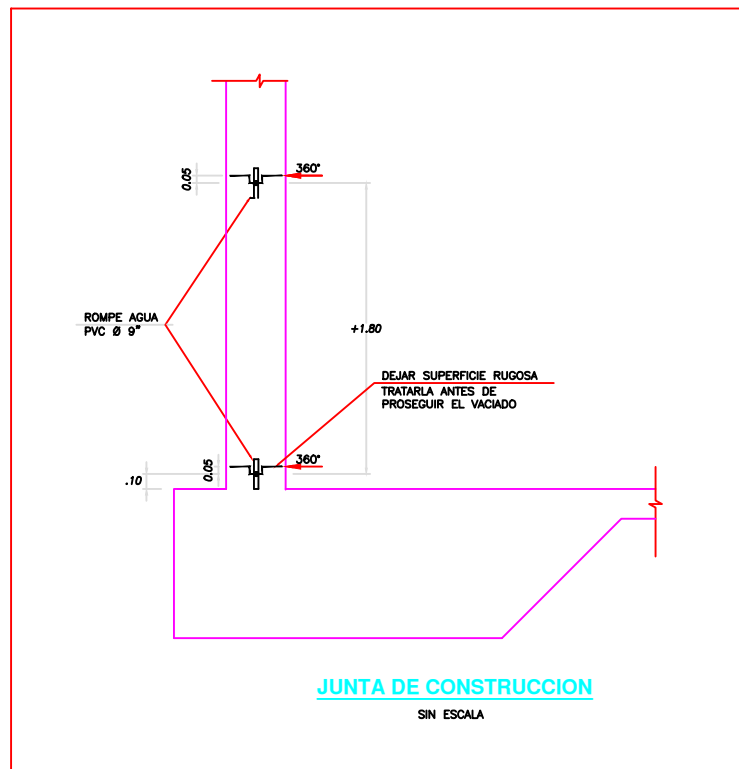 360°
0.05
ROMPE AGUA
PVC Ø 9"
+1.80
DEJAR SUPERFICIE RUGOSA
TRATARLA ANTES DE
PROSEGUIR EL VACIADO
360°
0.05
.10
JUNTA DE CONSTRUCCION
SIN ESCALA